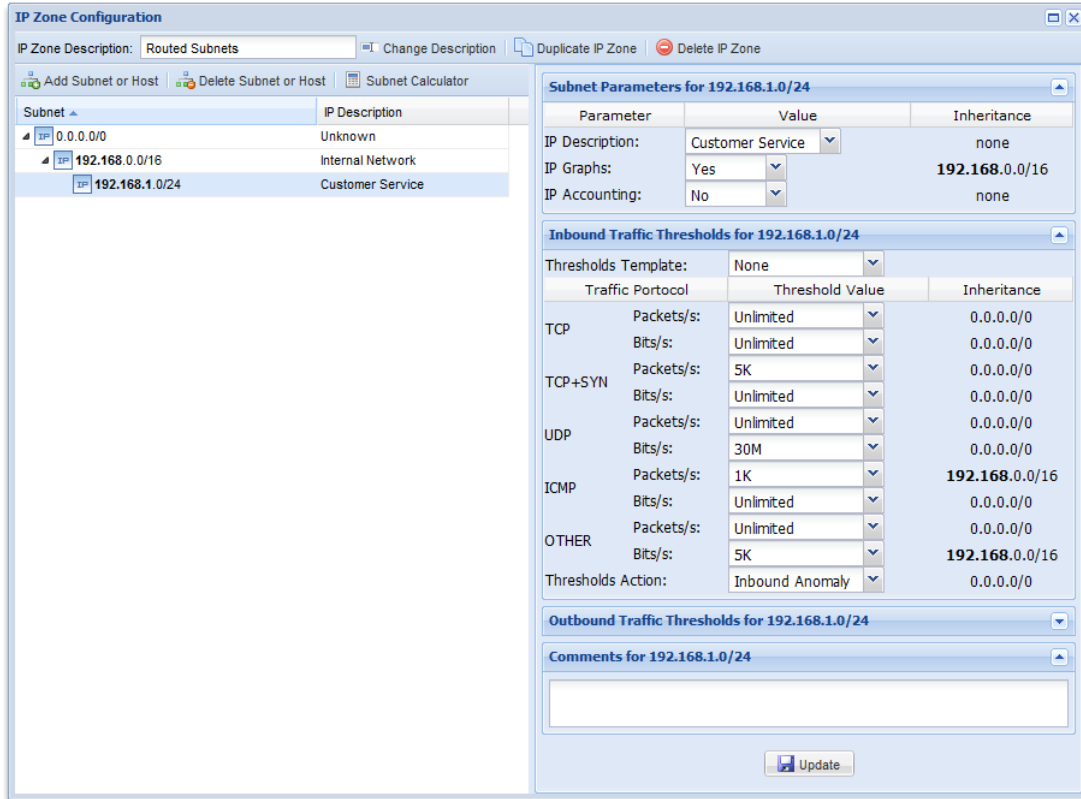 IP Zone Configuration
IP Zone Description: Routed Subnets Change Description Duplicate IP Zone Delete IP Zone
Add Subnet or Host Delete Subnet or Host Subnet Calculator
Subnet IP Description
IP 0.0.0.0/0 Unknown
IP 192.168.0.0/16 Internal Network
IP 192.168.1.0/24 Customer Service
Subnet Parameters for 192.168.1.0/24
Parameter Value Inheritance
IP Description: Customer Service none
IP Graphs: Yes 192.168.0.0/16
IP Accounting: No none
Inbound Traffic Thresholds for 192.168.1.0/24
Thresholds Template: None
Traffic Portocol Threshold Value Inheritance
TCP
Packets/s: Unlimited 0.0.0.0/0
Bits/s: Unlimited 0.0.0.0/0
TCP+SYN
Packets/s: 5K 0.0.0.0/0
Bits/s: Unlimited 0.0.0.0/0
UDP
Packets/s: Unlimited 0.0.0.0/0
Bits/s: 30M 0.0.0.0/0
ICMP
Packets/s: 1K 192.168.0.0/16
Bits/s: Unlimited 0.0.0.0/0
OTHER
Packets/s: Unlimited 0.0.0.0/0
Bits/s: 5K 192.168.0.0/16
Thresholds Action: Inbound Anomaly 0.0.0.0/0
Outbound Traffic Thresholds for 192.168.1.0/24
Comments for 192.168.1.0/24
Update